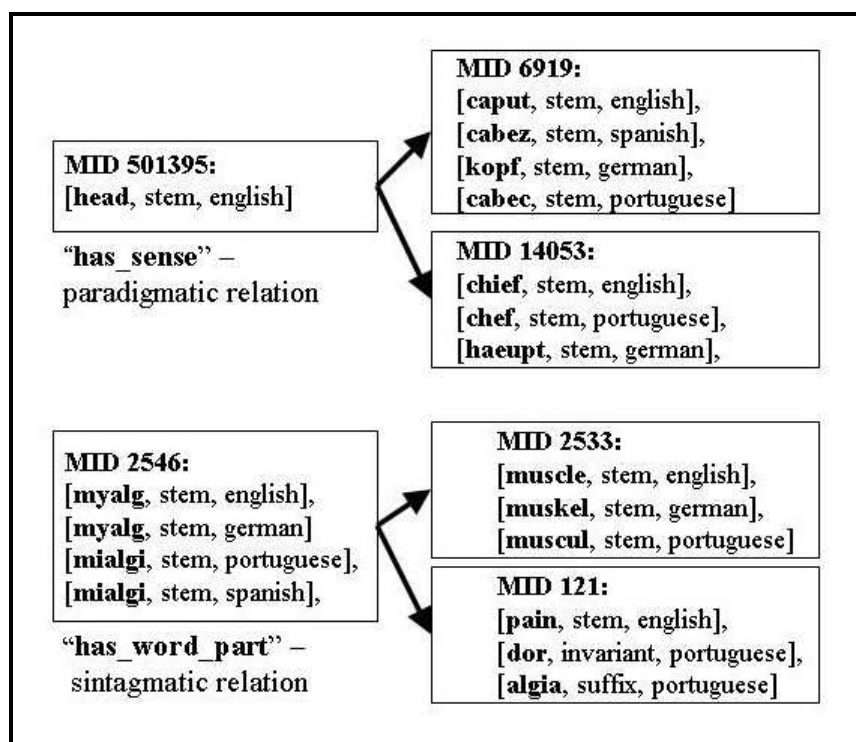 MID 501395:
[head, stem, english]
“has_sense” –
paradigmatic relation
MID 6919:
[caput, stem, english],
[cabez, stem, spanish],
[kopf, stem, german],
[cabec, stem, portuguese]
MID 14053:
[chief, stem, english],
[chef, stem, portuguese],
[haeupt, stem, german],
MID 2546:
[myalg, stem, english],
[myalg, stem, german]
[mialgi, stem, portuguese],
[mialgi, stem, spanish],
“has_word_part” –
sintagmatic relation
MID 2533:
[muscle, stem, english],
[muskel, stem, german],
[muscul, stem, portuguese]
MID 121:
[pain, stem, english],
[dor, invariant, portuguese],
[algia, suffix, portuguese]